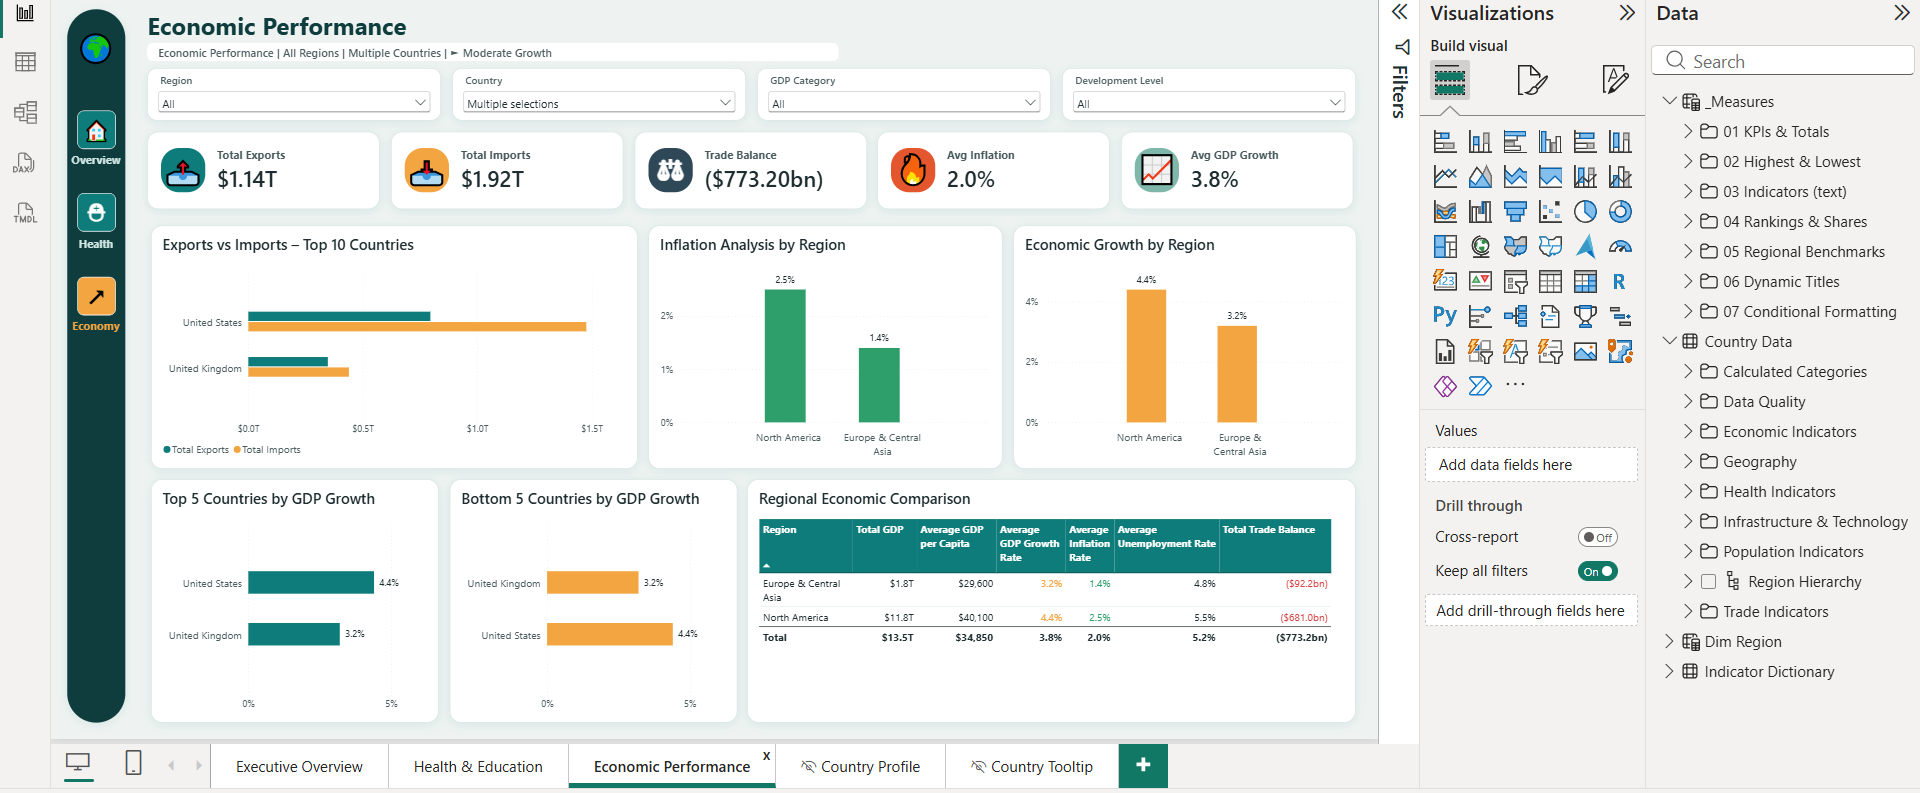 Economic Performance
Economic Performance | All Regions | Multiple Countries | ► Moderate Growth
Region
All
Country
Multiple selections
GDP Category
All
Development Level
All
Overview
Health
Economy
Total Exports
$1.14T
Total Imports
$1.92T
Trade Balance
($773.20bn)
Avg Inflation
2.0%
Avg GDP Growth
3.8%
Exports vs Imports – Top 10 Countries
United States
United Kingdom
$0.0T $0.5T $1.0T $1.5T
Total Exports Total Imports
Inflation Analysis by Region
2.5%
2%
1.4%
1%
0%
North America Europe & Central
Asia
Economic Growth by Region
4.4%
4%
3.2%
2%
0%
North America Europe &
Central Asia
Top 5 Countries by GDP Growth
United States 4.4%
United Kingdom 3.2%
0% 5%
Bottom 5 Countries by GDP Growth
United Kingdom 3.2%
United States 4.4%
0% 5%
Regional Economic Comparison
Region Total GDP Average GDP Average Average Average Total Trade Balance
per Capita GDP Growth Inflation Unemployment Rate
Rate Rate
Europe & Central $1.8T $29,600 3.2% 1.4% 4.8% ($92.2bn)
Asia
North America $11.8T $40,100 4.4% 2.5% 5.5% ($681.0bn)
Total $13.5T $34,850 3.8% 2.0% 5.2% ($773.2bn)
Executive Overview
Health & Education
Economic Performance
x
Country Profile
Country Tooltip
+
DAX
TMDL
Filters
Visualizations
Build visual
123
R
Py
...
Values
Add data fields here
Drill through
Cross-report Off
Keep all filters On
Add drill-through fields here
Data
Search
_Measures
01 KPIs & Totals
02 Highest & Lowest
03 Indicators (text)
04 Rankings & Shares
05 Regional Benchmarks
06 Dynamic Titles
07 Conditional Formatting
Country Data
Calculated Categories
Data Quality
Economic Indicators
Geography
Health Indicators
Infrastructure & Technology
Population Indicators
Region Hierarchy
Trade Indicators
Dim Region
Indicator Dictionary